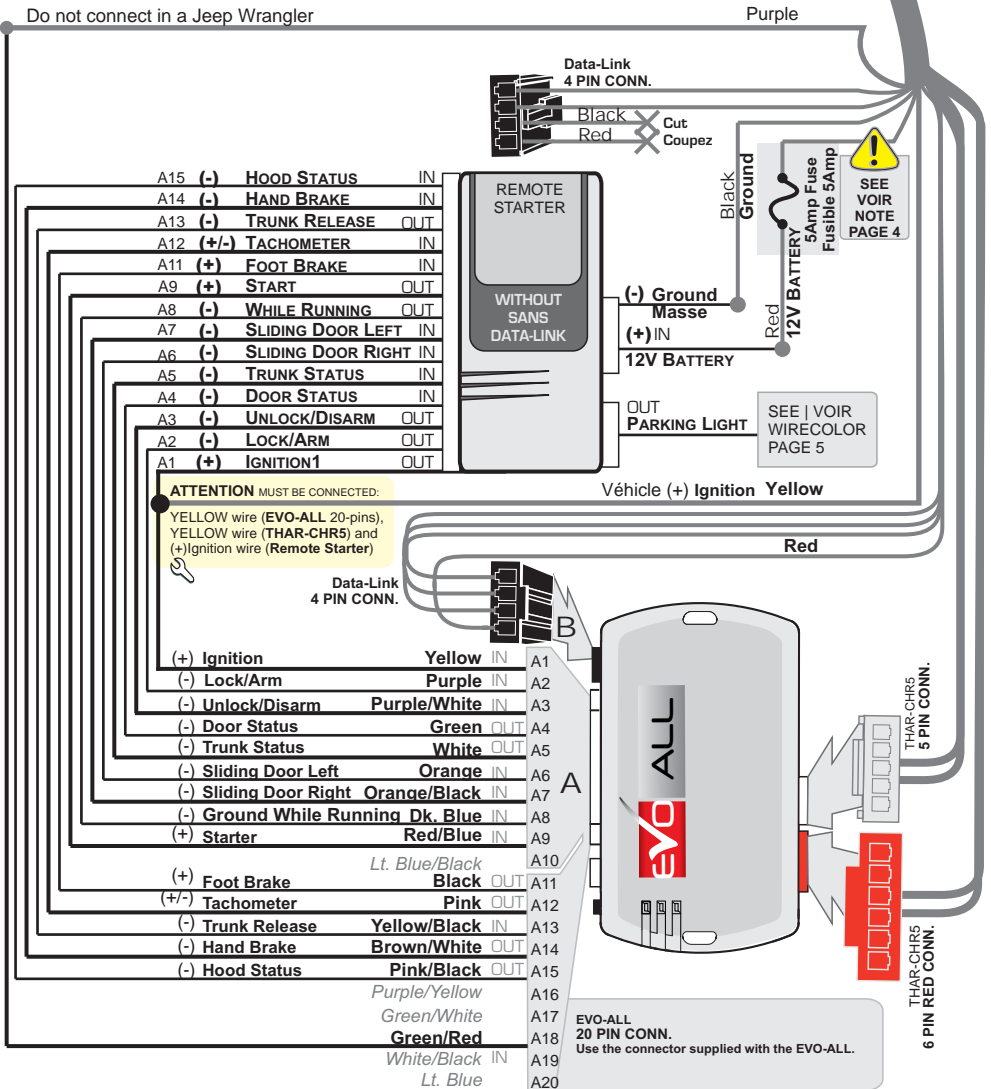 Do not connect in a Jeep Wrangler
Purple
Data-Link
4 PIN CONN.
Black
Red
Cut
Coupez
Black
Ground
5Amp Fuse
Fusible 5Amp
SEE
VOIR
NOTE
PAGE 4
A15 (-) HOOD STATUS IN
A14 (-) HAND BRAKE IN
A13 (-) TRUNK RELEASE OUT
A12 (+/-) TACHOMETER IN
A11 (+) FOOT BRAKE IN
A9 (+) START OUT
A8 (-) WHILE RUNNING OUT
A7 (-) SLIDING DOOR LEFT IN
A6 (-) SLIDING DOOR RIGHT IN
A5 (-) TRUNK STATUS IN
A4 (-) DOOR STATUS IN
A3 (-) UNLOCK/DISARM OUT
A2 (-) LOCK/ARM OUT
A1 (+) IGNITION1 OUT
REMOTE
STARTER
WITHOUT
SANS
DATA-LINK
(-) Ground
Masse
(+) IN
12V BATTERY
Red
12V BATTERY
OUT
PARKING LIGHT
SEE | VOIR
WIRECOLOR
PAGE 5
ATTENTION MUST BE CONNECTED:
YELLOW wire (EVO-ALL 20-pins),
YELLOW wire (THAR-CHR5) and
(+)Ignition wire (Remote Starter)
Véhicle (+) Ignition Yellow
Red
Data-Link
4 PIN CONN.
B
(+) Ignition Yellow IN A1
(-) Lock/Arm Purple IN A2
(-) Unlock/Disarm Purple/White IN A3
(-) Door Status Green OUT A4
(-) Trunk Status White OUT A5
(-) Sliding Door Left Orange IN A6
(-) Sliding Door Right Orange/Black IN A7
(-) Ground While Running Dk. Blue IN A8
(+) Starter Red/Blue IN A9
Lt. Blue/Black A10
(+) Foot Brake Black OUT A11
(+/-) Tachometer Pink OUT A12
(-) Trunk Release Yellow/Black IN A13
(-) Hand Brake Brown/White OUT A14
(-) Hood Status Pink/Black OUT A15
Purple/Yellow A16
Green/White A17
Green/Red A18
White/Black IN A19
Lt. Blue A20
A
EVO
ALL
THAR-CHR5
5 PIN CONN.
THAR-CHR5
6 PIN RED CONN.
EVO-ALL
20 PIN CONN.
Use the connector supplied with the EVO-ALL.